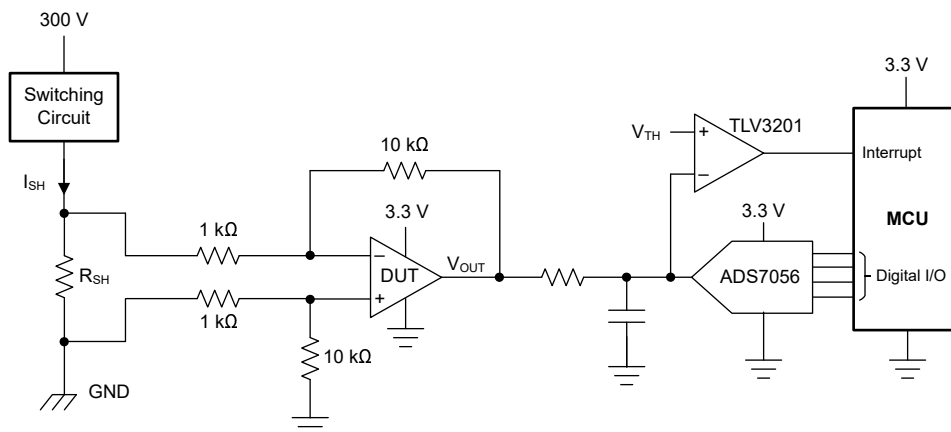 300 V
Switching
Circuit
I_SH
R_SH
GND
1 kΩ
1 kΩ
10 kΩ
10 kΩ
3.3 V
−
+
DUT
V_OUT
V_TH
+
−
TLV3201
3.3 V
ADS7056
3.3 V
Interrupt
MCU
Digital I/O